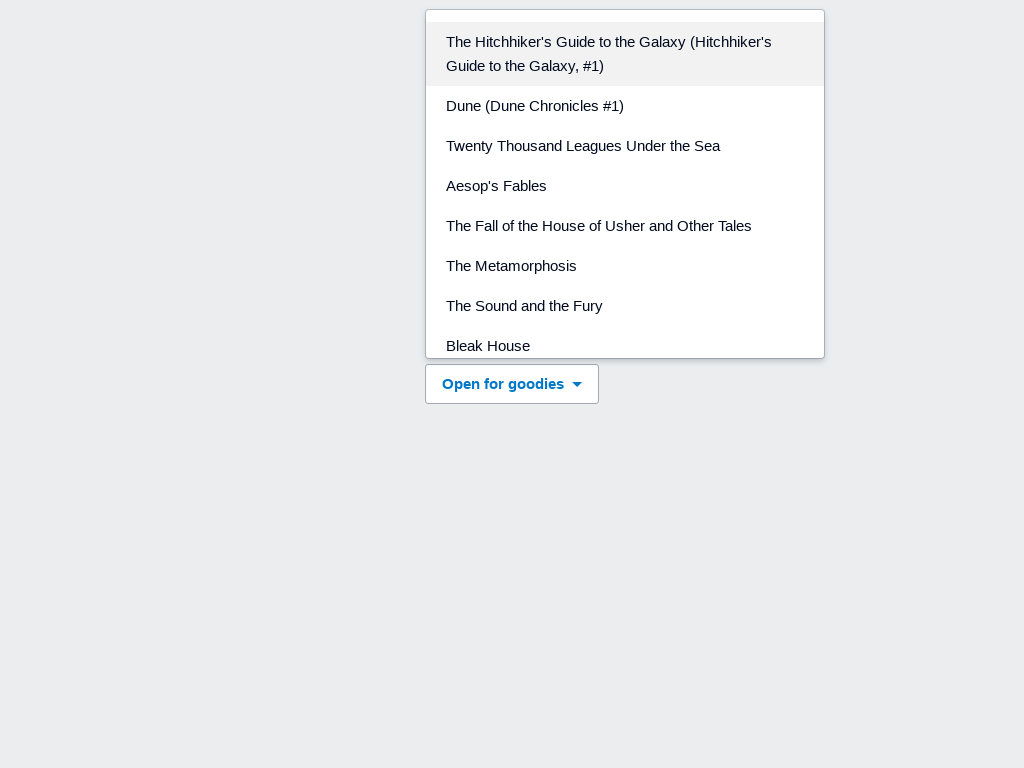 The Hitchhiker's Guide to the Galaxy (Hitchhiker's
Guide to the Galaxy, #1)
Dune (Dune Chronicles #1)
Twenty Thousand Leagues Under the Sea
Aesop's Fables
The Fall of the House of Usher and Other Tales
The Metamorphosis
The Sound and the Fury
Bleak House
Open for goodies